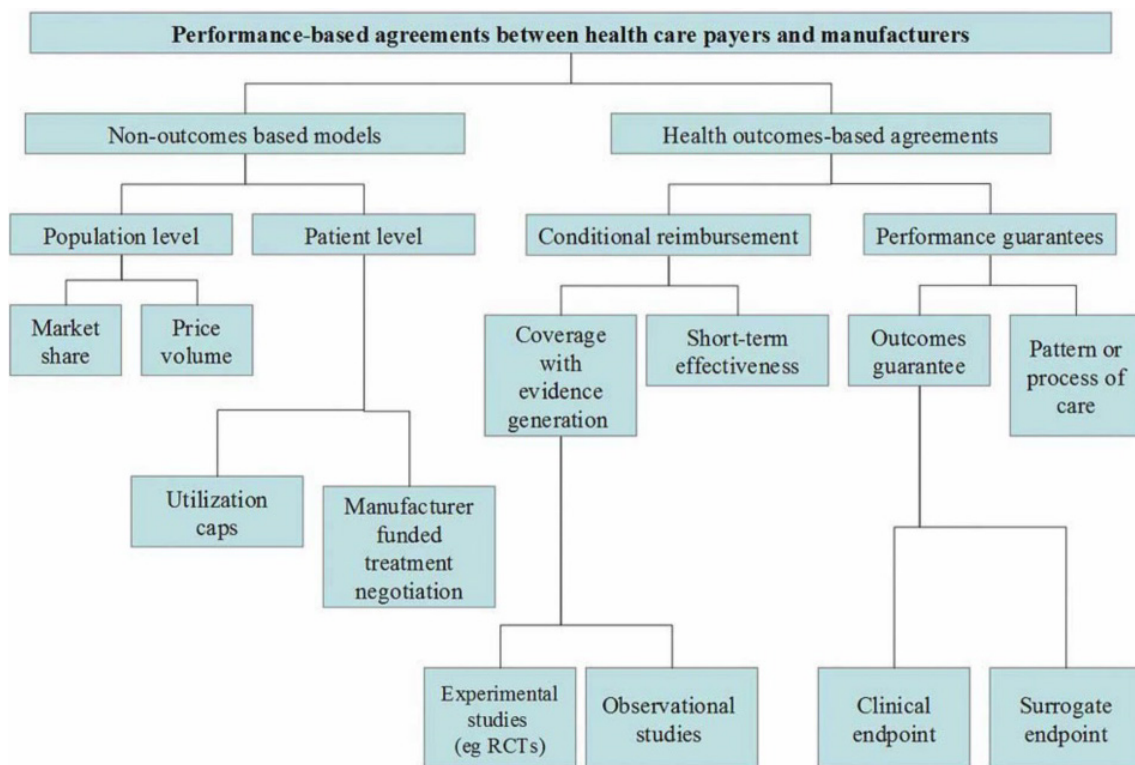 Performance-based agreements between health care payers and manufacturers
Non-outcomes based models
Health outcomes-based agreements
Population level
Patient level
Conditional reimbursement
Performance guarantees
Market
share
Price
volume
Coverage
with
evidence
generation
Short-term
effectiveness
Outcomes
guarantee
Pattern or
process of
care
Utilization
caps
Manufacturer
funded
treatment
negotiation
Experimental
studies
(eg RCTs)
Observational
studies
Clinical
endpoint
Surrogate
endpoint